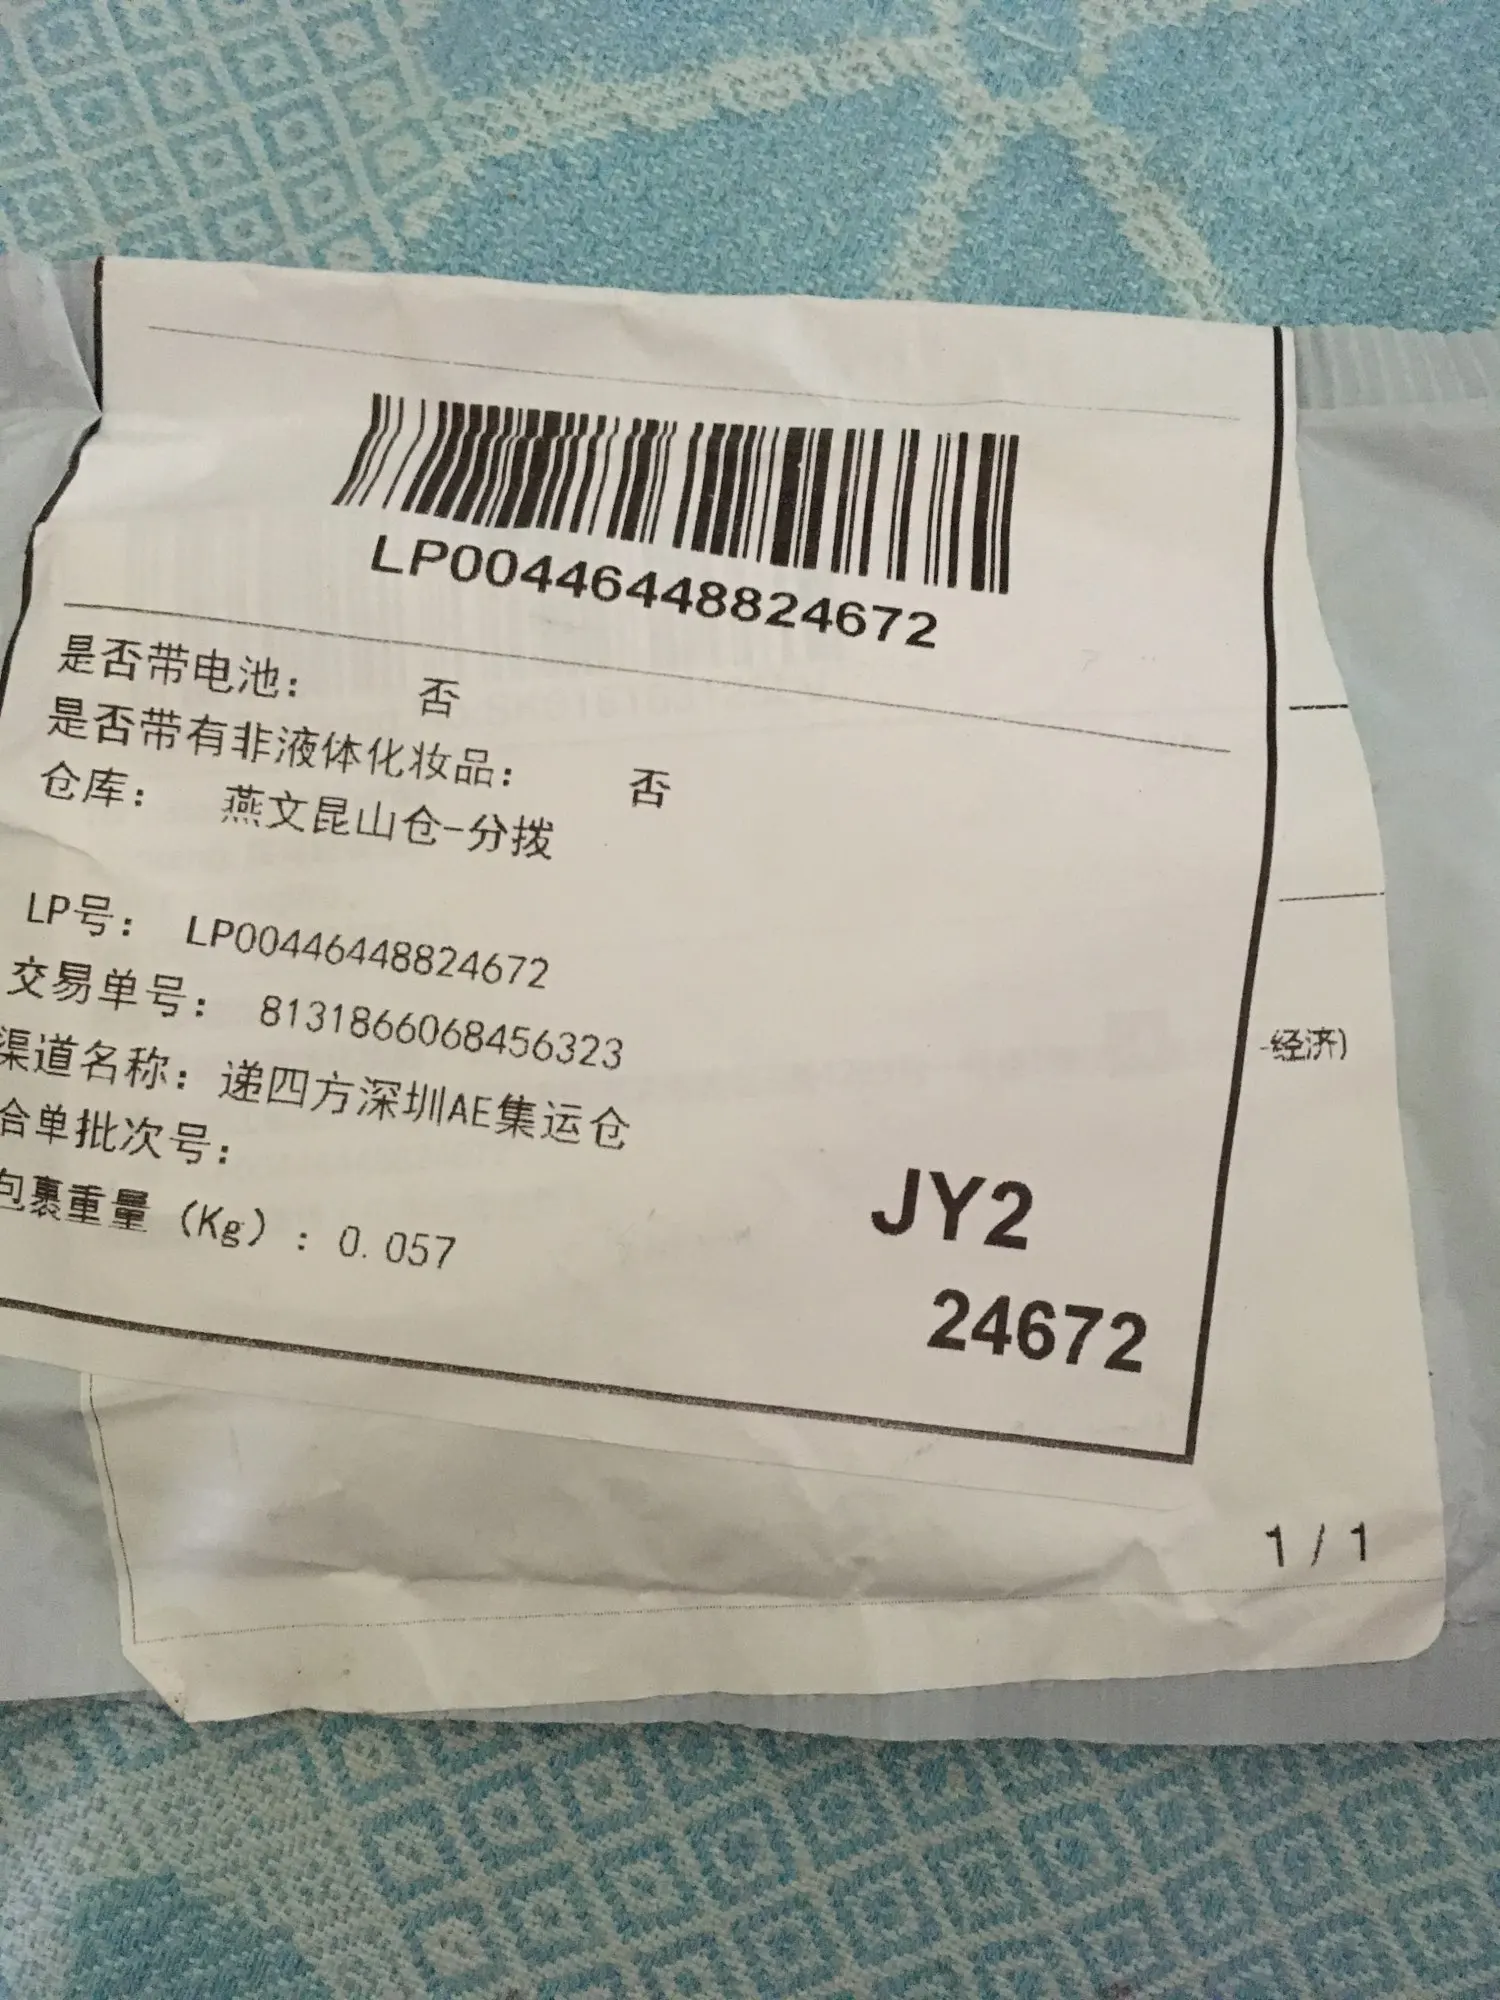 LP00446448824672
是否带电池： 否
是否带有非液体化妆品： 否
仓库： 燕文昆山仓-分拨
LP号： LP00446448824672
交易单号： 8131866068456323
渠道名称： 递四方深圳AE集运仓
合单批次号：
包裹重量（Kg）：0.057
-经济)
JY2
24672
1 / 1